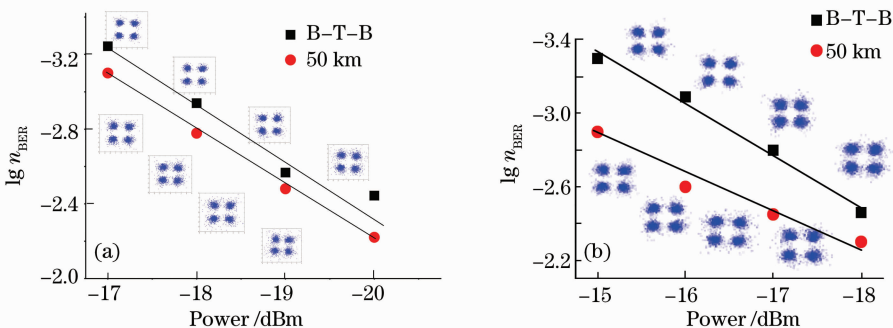 B–T–B
50 km
lg n_BER
−3.2
−2.8
−2.4
−2.0
(a)
−17 −18 −19 −20
Power /dBm
B–T–B
50 km
lg n_BER
−3.4
−3.0
−2.6
−2.2
(b)
−15 −16 −17 −18
Power /dBm